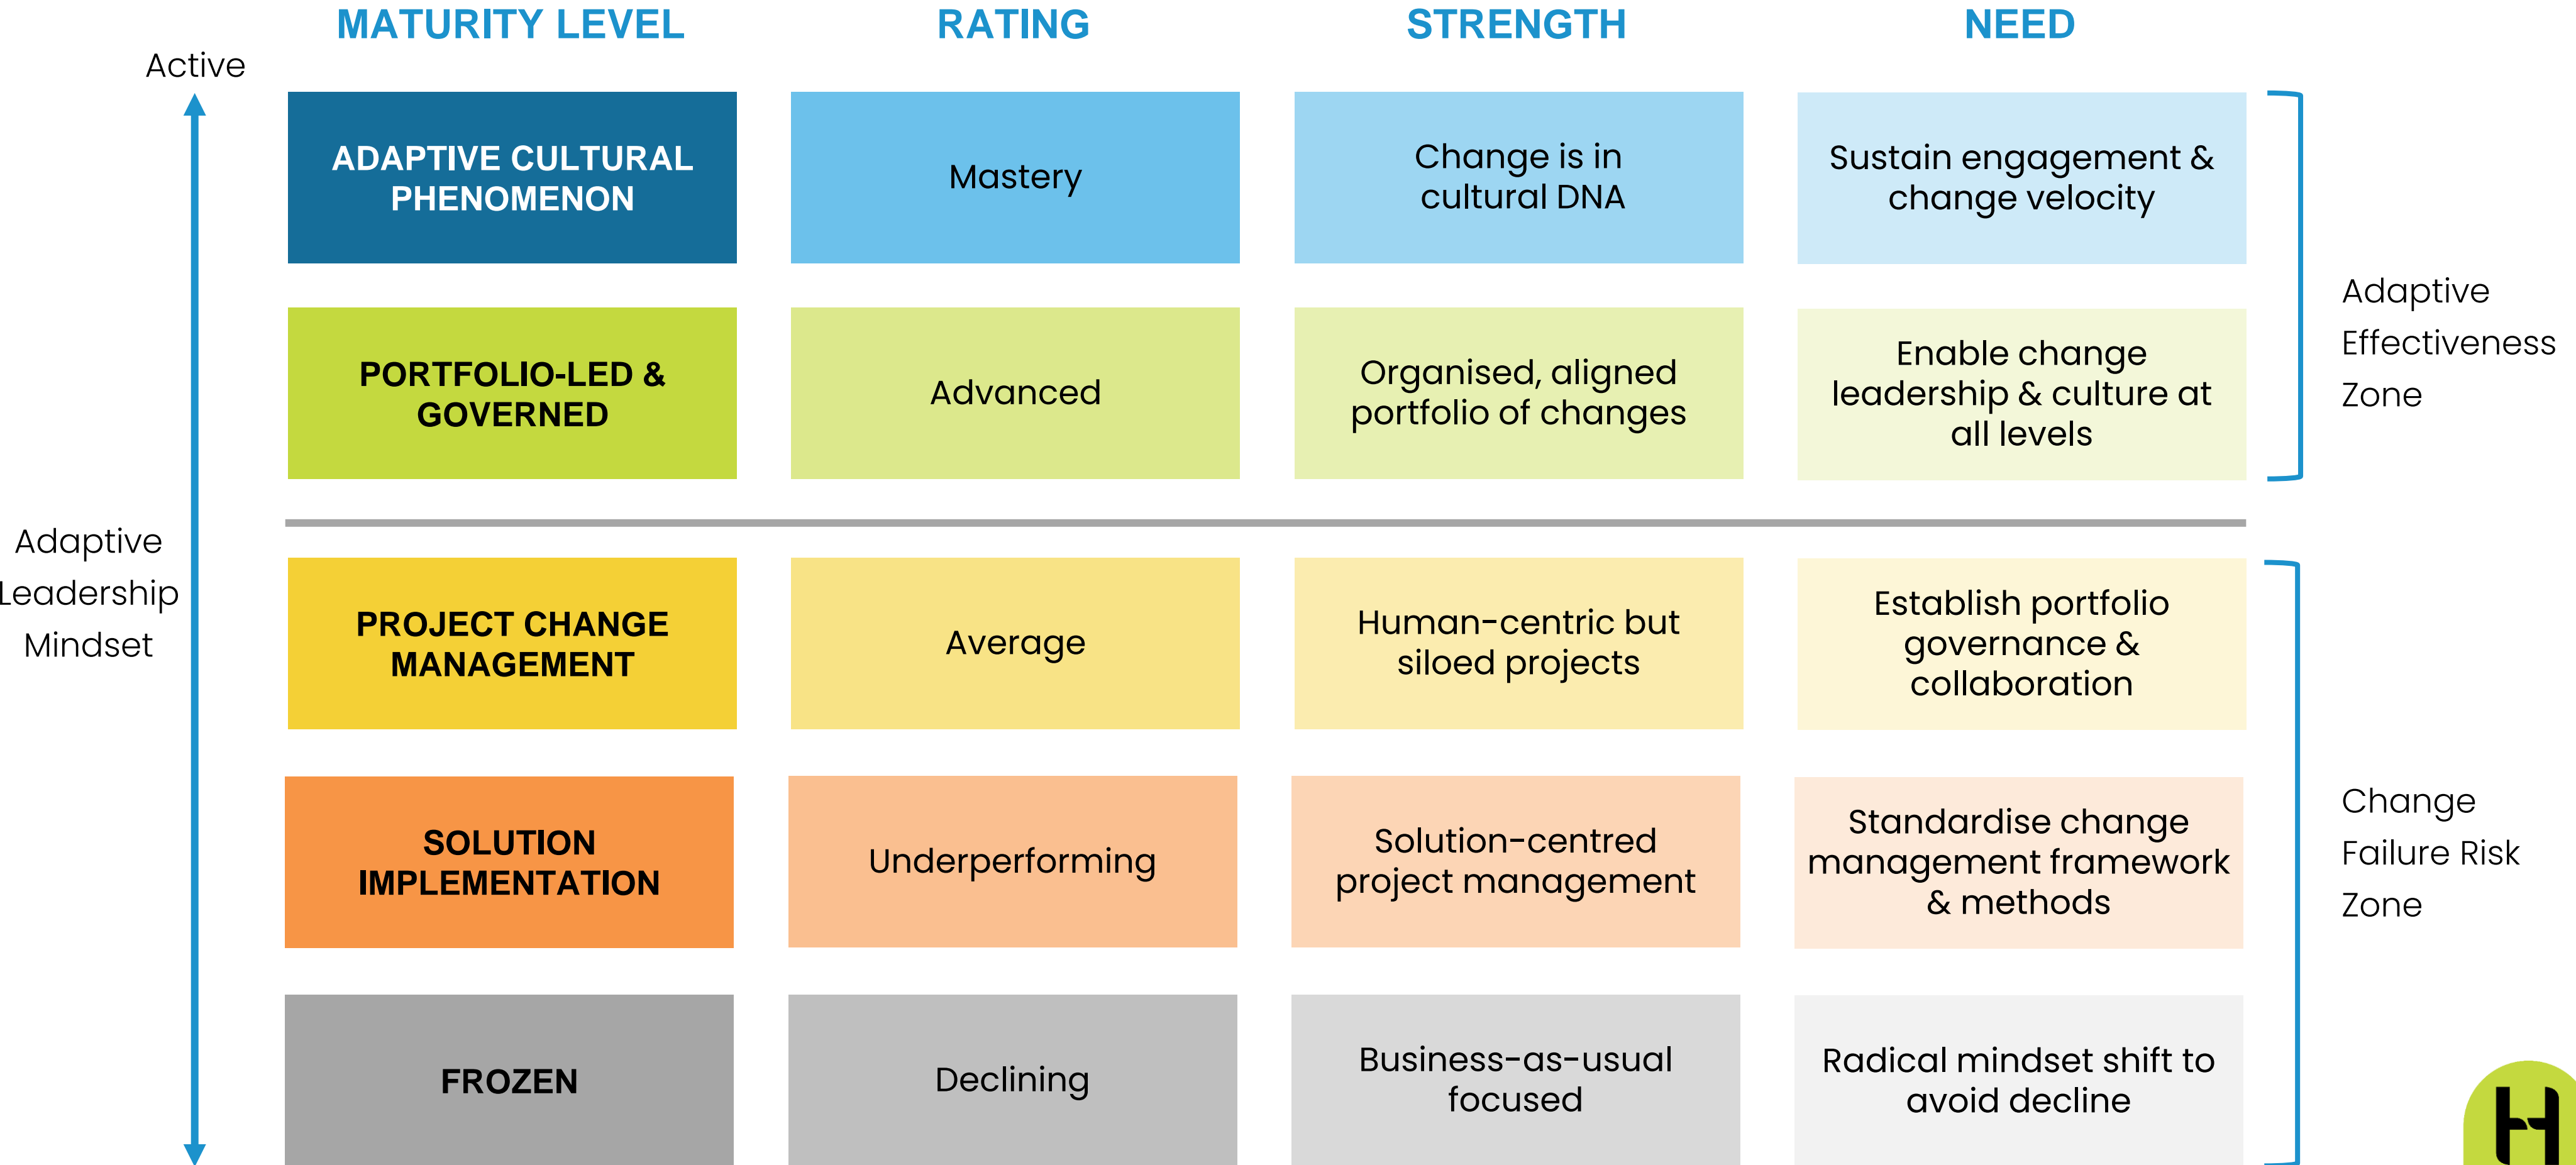 MATURITY LEVEL
RATING
STRENGTH
NEED
Active
ADAPTIVE CULTURAL
PHENOMENON
Mastery
Change is in
cultural DNA
Sustain engagement &
change velocity
PORTFOLIO-LED &
GOVERNED
Advanced
Organised, aligned
portfolio of changes
Enable change
leadership & culture at
all levels
Adaptive
Effectiveness
Zone
Adaptive
Leadership
Mindset
PROJECT CHANGE
MANAGEMENT
Average
Human-centric but
siloed projects
Establish portfolio
governance &
collaboration
SOLUTION
IMPLEMENTATION
Underperforming
Solution-centred
project management
Standardise change
management framework
& methods
Change
Failure Risk
Zone
FROZEN
Declining
Business-as-usual
focused
Radical mindset shift to
avoid decline
H